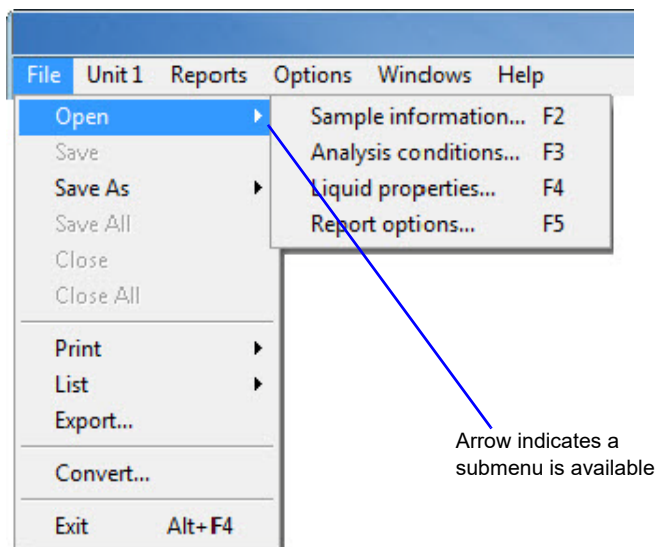 File Unit 1 Reports Options Windows Help
Open
Sample information... F2
Save
Analysis conditions... F3
Save As
Liquid properties... F4
Save All
Report options... F5
Close
Close All
Print
List
Export...
Convert...
Exit Alt+F4
Arrow indicates a
submenu is available